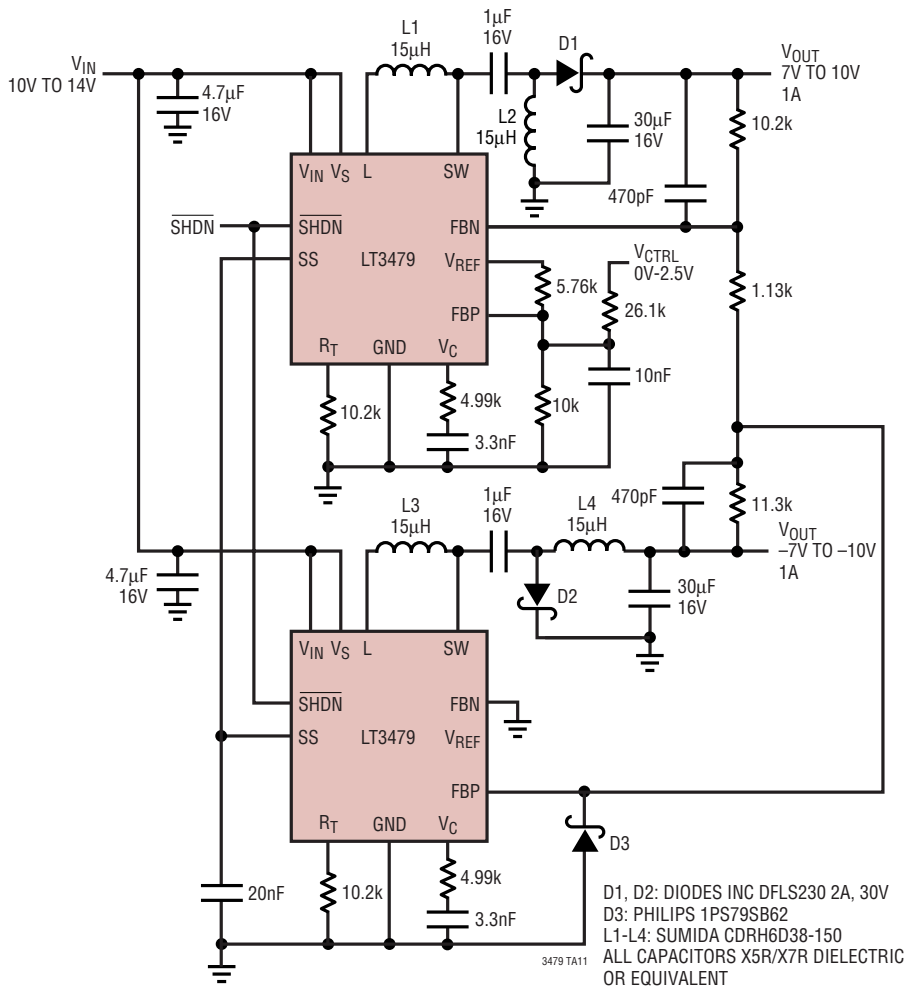 VIN
10V TO 14V
4.7µF
16V
L1
15µH
1µF
16V
D1
L2
15µH
30µF
16V
VOUT
7V TO 10V
1A
10.2k
470pF
VIN VS L SW
SHDN
SHDN
FBN
SS
LT3479
VREF
FBP
RT GND VC
5.76k
VCTRL
0V-2.5V
26.1k
1.13k
10nF
10k
10.2k
4.99k
3.3nF
4.7µF
16V
L3
15µH
1µF
16V
L4
15µH
470pF
11.3k
VOUT
–7V TO –10V
1A
D2
30µF
16V
VIN VS L SW
SHDN
FBN
SS
LT3479
VREF
FBP
RT GND VC
D3
20nF
10.2k
4.99k
3.3nF
3479 TA11
D1, D2: DIODES INC DFLS230 2A, 30V
D3: PHILIPS 1PS79SB62
L1-L4: SUMIDA CDRH6D38-150
ALL CAPACITORS X5R/X7R DIELECTRIC
OR EQUIVALENT